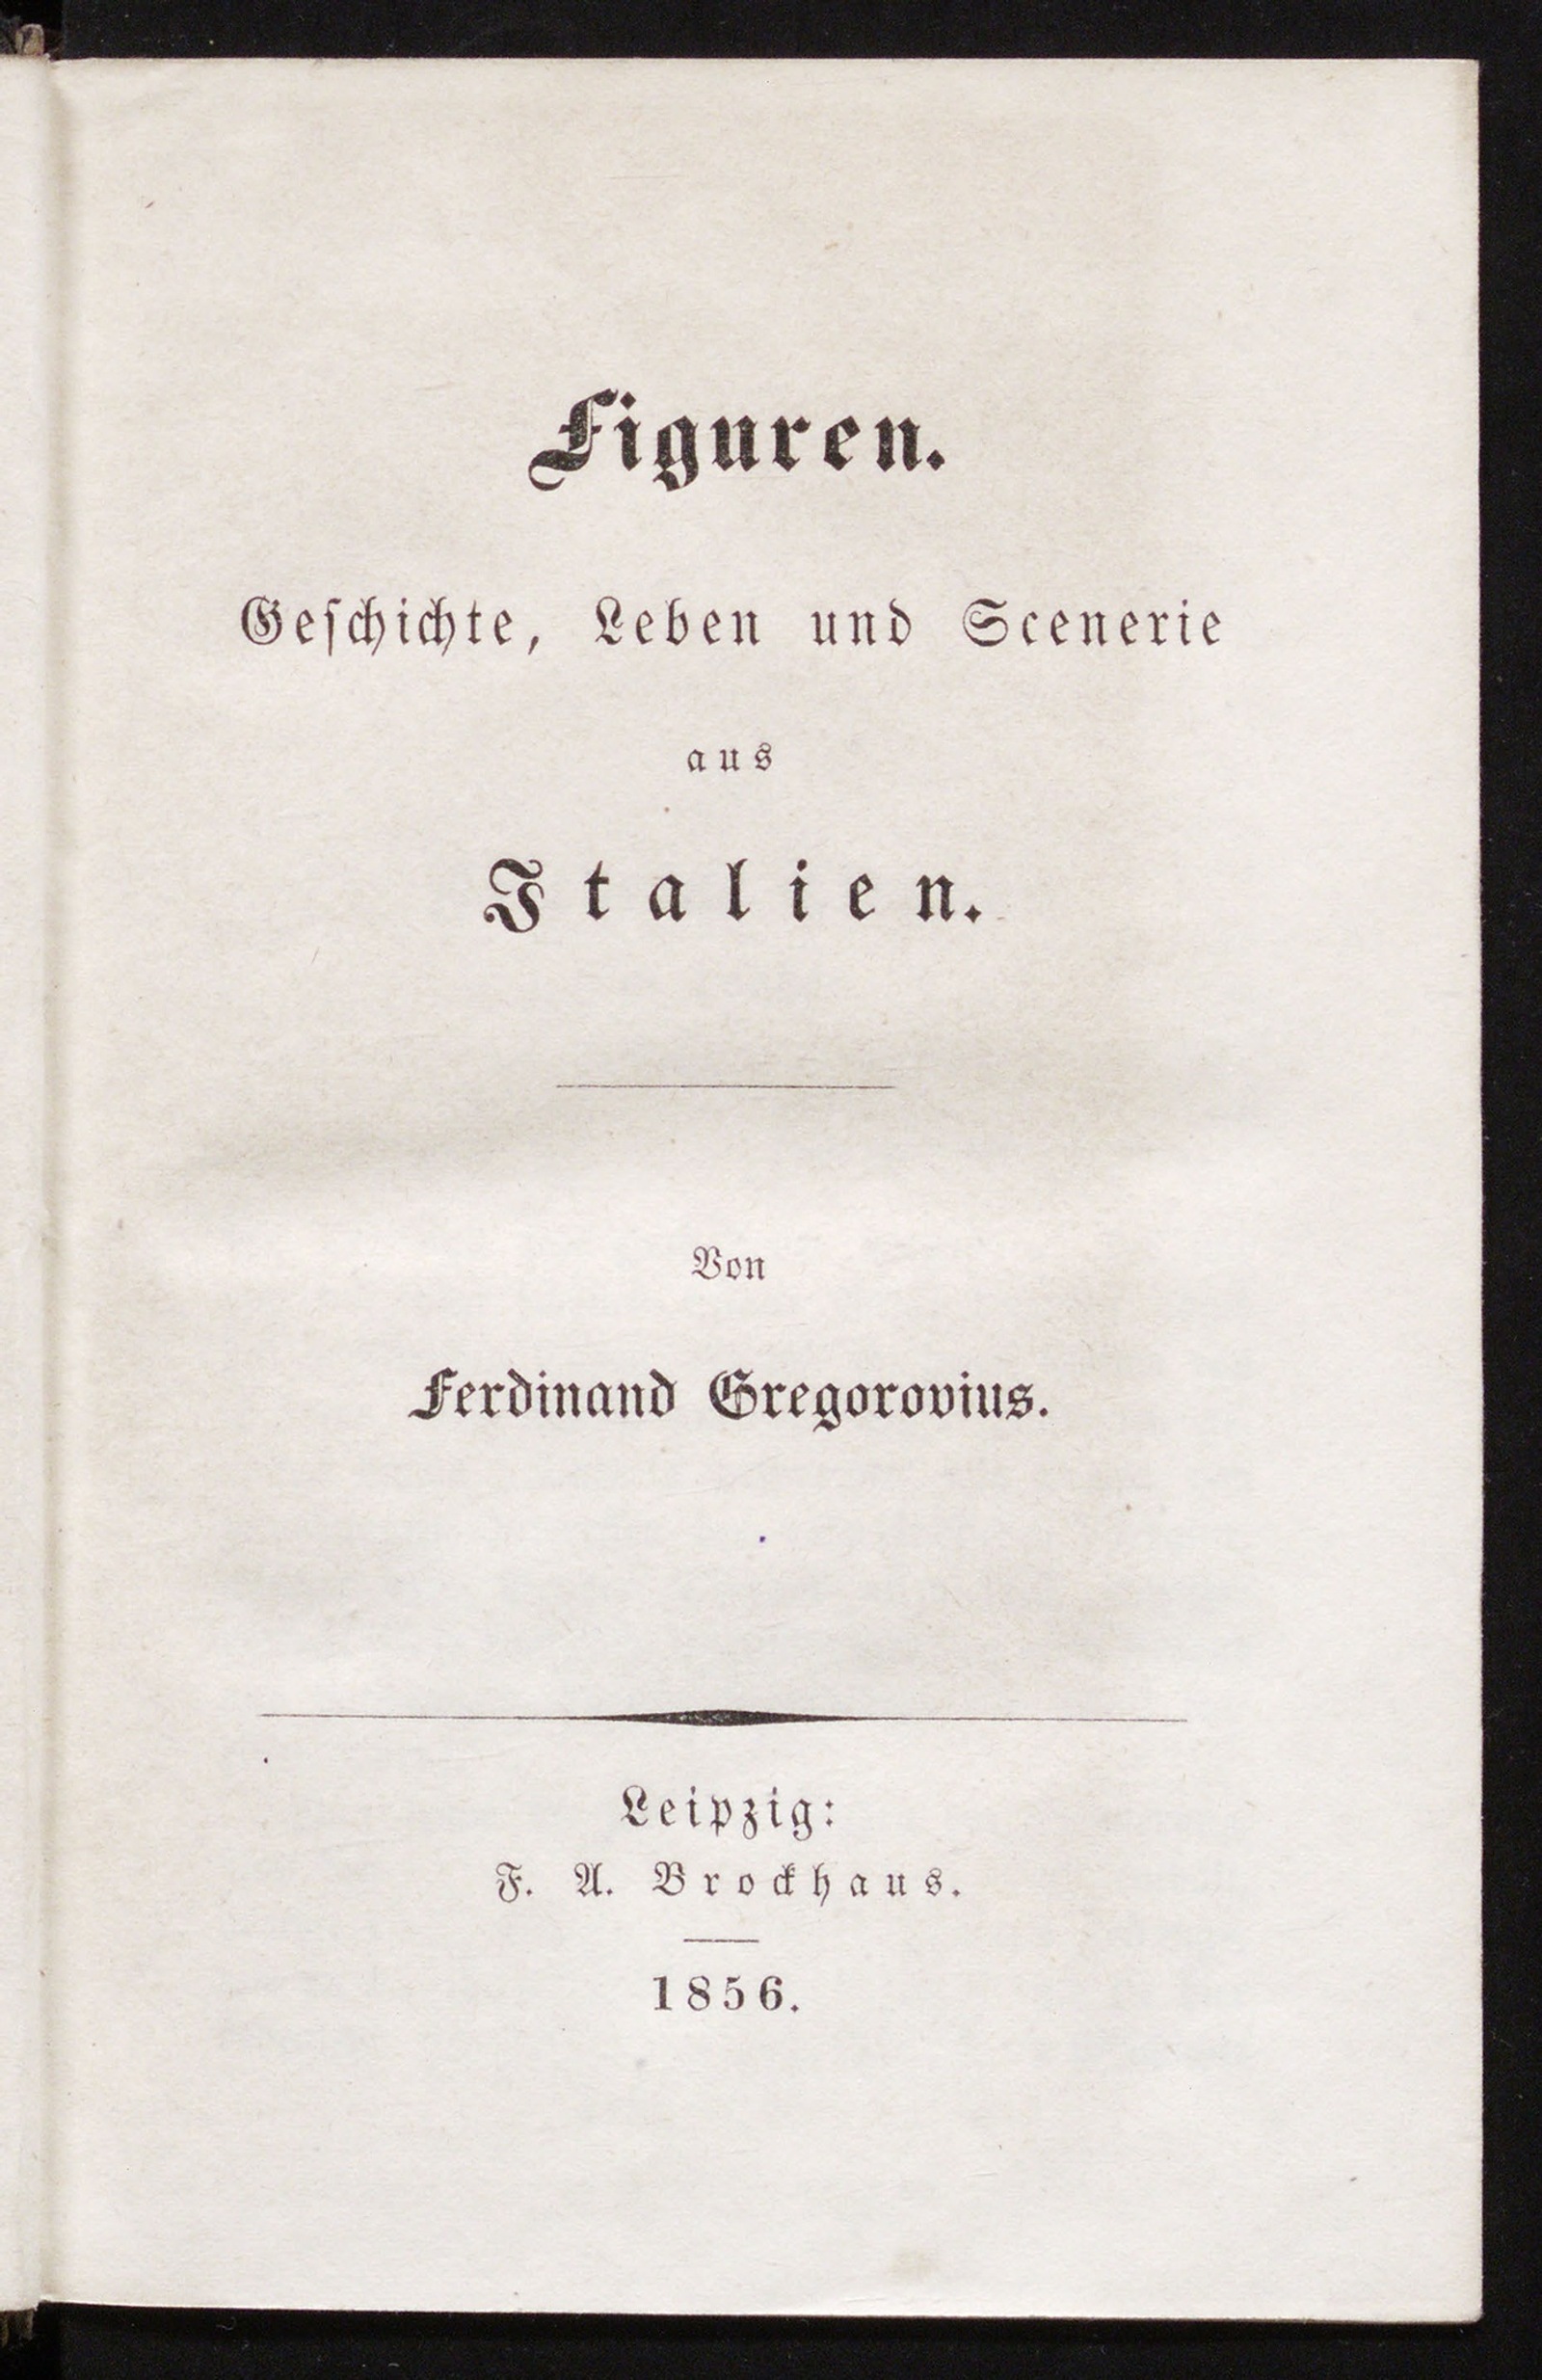 Figuren.
Geſchichte, Leben und Scenerie
aus
Italien.
Von
Ferdinand Gregorovius.
Leipzig:
F. A. Brockhaus.
1856.